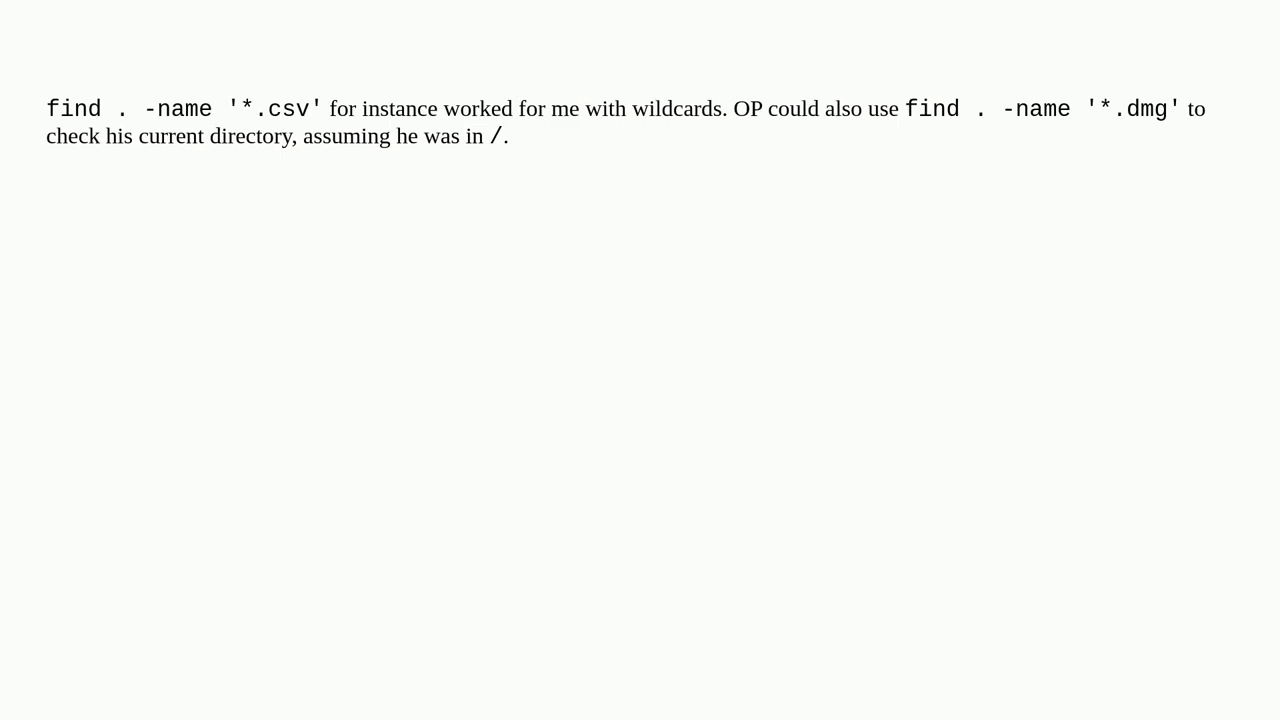 find . -name '*.csv' for instance worked for me with wildcards. OP could also use find . -name '*.dmg' to
check his current directory, assuming he was in /.